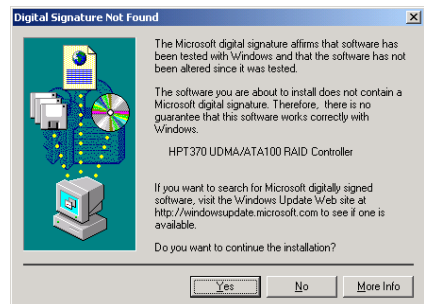 Digital Signature Not Found
The Microsoft digital signature affirms that software has
been tested with Windows and that the software has not
been altered since it was tested.
The software you are about to install does not contain a
Microsoft digital signature. Therefore, there is no
guarantee that this software works correctly with
Windows.
HPT370 UDMA/ATA100 RAID Controller
If you want to search for Microsoft digitally signed
software, visit the Windows Update Web site at
http://windowsupdate.microsoft.com to see if one is
available.
Do you want to continue the installation?
Yes No More Info